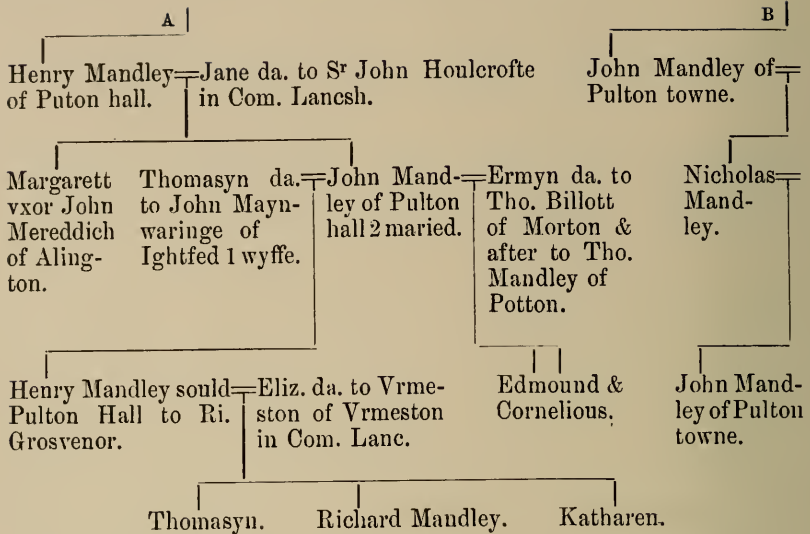 A
B
Henry Mandley=Jane da. to Sʳ John Houlcrofte
of Puton hall. in Com. Lancsh.
John Mandley of=
Pulton towne.
Margarett
vxor John
Mereddich
of Aling-
ton.
Thomasyn da.=John Mand-=Ermyn da. to
to John Mayn-
waringe of
Ightfed 1 wyffe.
ley of Pulton
hall 2 maried.
Tho. Billott
of Morton &
after to Tho.
Mandley of
Potton.
Nicholas=
Mand-
ley.
Henry Mandley sould=Eliz. da. to Vrme-
Pulton Hall to Ri.
Grosvenor.
ston of Vrmeston
in Com. Lanc.
Edmound &
Cornelious.
John Mand-
ley of Pulton
towne.
Thomasyn. Richard Mandley. Katharen.